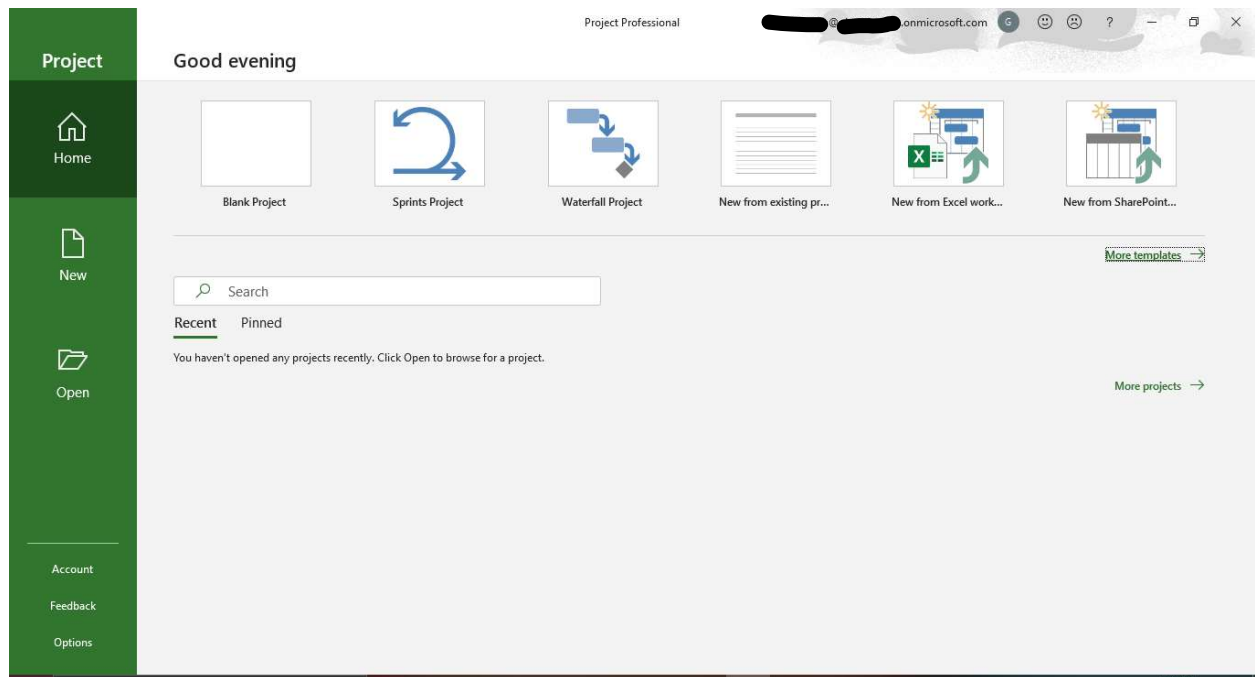 Project Professional
@
.onmicrosoft.com G ?
Project
Good evening
Home
Blank Project
Sprints Project
Waterfall Project
New from existing pr...
X
New from Excel work...
New from SharePoint...
More templates
New
Search
Recent Pinned
You haven't opened any projects recently. Click Open to browse for a project.
More projects
Open
Account
Feedback
Options